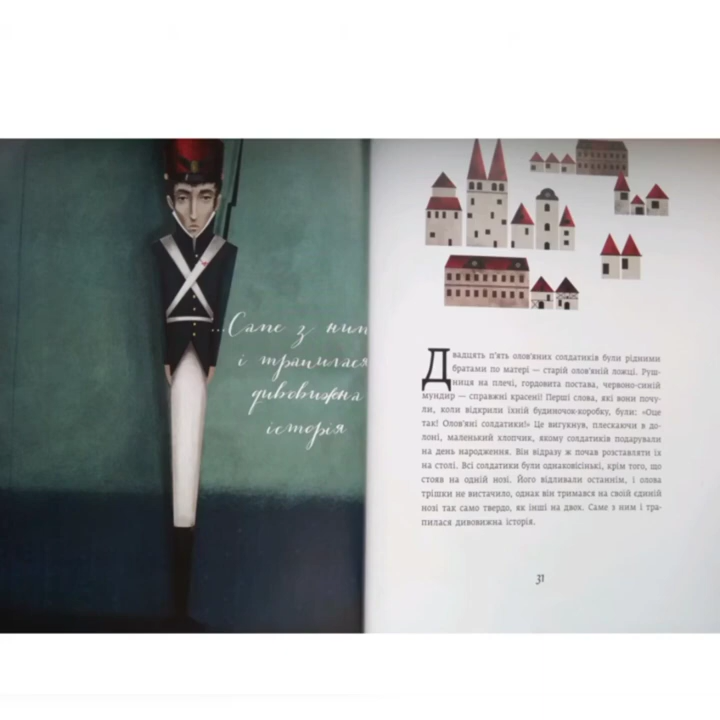 ...Саме з ним
і трапилася
дивовижна
історія
Двадцять п'ять олов'яних солдатиків були рідними
братами по матері — старій олов'яній ложці. Руш-
ниця на плечі, гордовита постава, червоно-синій
мундир — справжні красені! Перші слова, які вони почу-
ли, коли відкрили їхній будиночок-коробку, були: «Оце
так! Олов'яні солдатики!» Це вигукнув, плескаючи в до-
лоні, маленький хлопчик, якому солдатиків подарували
на день народження. Він відразу ж почав розставляти їх
на столі. Всі солдатики були однаковісінькі, крім того, що
стояв на одній нозі. Його відливали останнім, і олова
трішки не вистачило, однак він тримався на своїй єдиній
нозі так само твердо, як інші на двох. Саме з ним і тра-
пилася дивовижна історія.
31